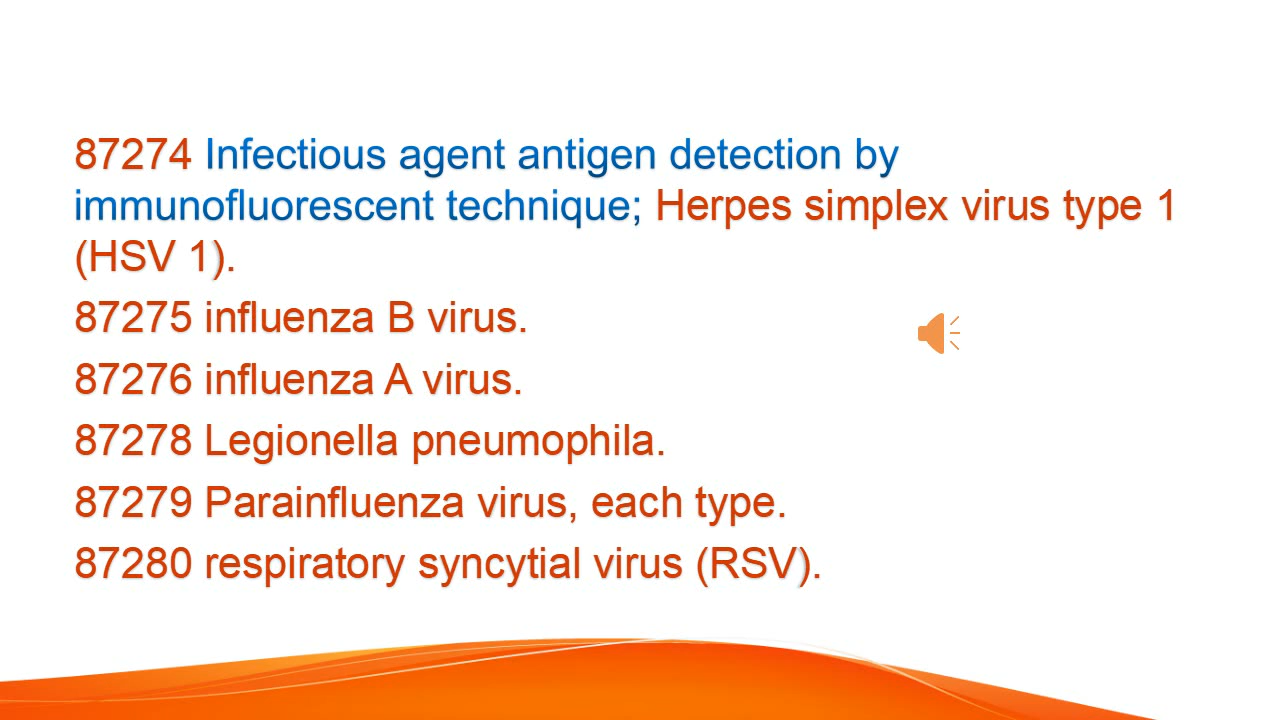 87274 Infectious agent antigen detection by
immunofluorescent technique; Herpes simplex virus type 1
(HSV 1).
87275 influenza B virus.
87276 influenza A virus.
87278 Legionella pneumophila.
87279 Parainfluenza virus, each type.
87280 respiratory syncytial virus (RSV).